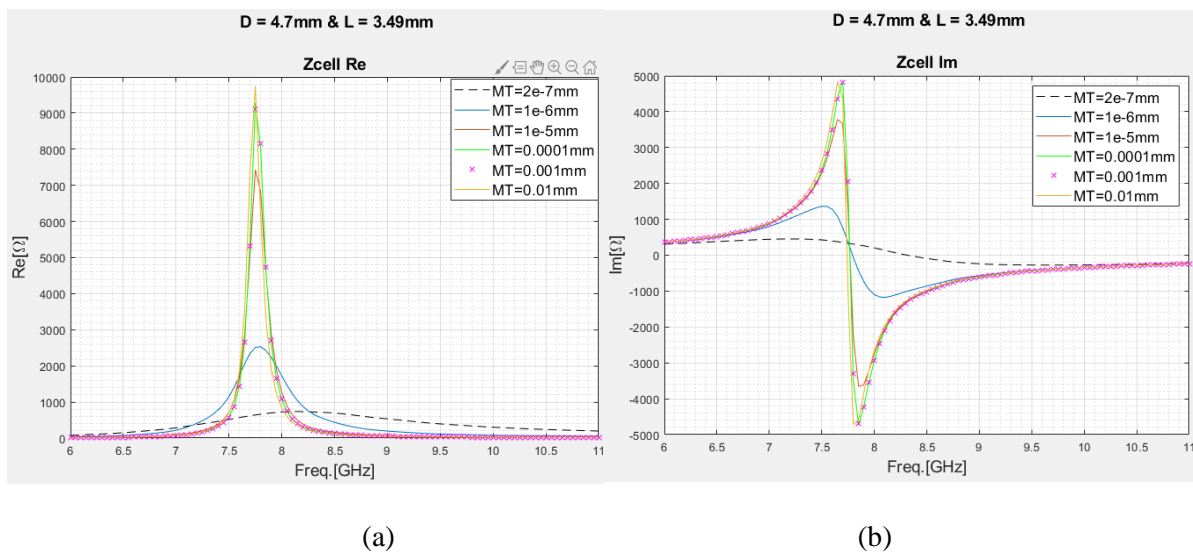 D = 4.7mm & L = 3.49mm
Zcell Re
Re[Ω]
10000
9000
8000
7000
6000
5000
4000
3000
2000
1000
0
6 6.5 7 7.5 8 8.5 9 9.5 10 10.5 11
Freq.[GHz]
MT=2e-7mm
MT=1e-6mm
MT=1e-5mm
MT=0.0001mm
MT=0.001mm
MT=0.01mm
(a)
D = 4.7mm & L = 3.49mm
Zcell Im
Im[Ω]
5000
4000
3000
2000
1000
0
-1000
-2000
-3000
-4000
-5000
6 6.5 7 7.5 8 8.5 9 9.5 10 10.5 11
Freq.[GHz]
MT=2e-7mm
MT=1e-6mm
MT=1e-5mm
MT=0.0001mm
MT=0.001mm
MT=0.01mm
(b)